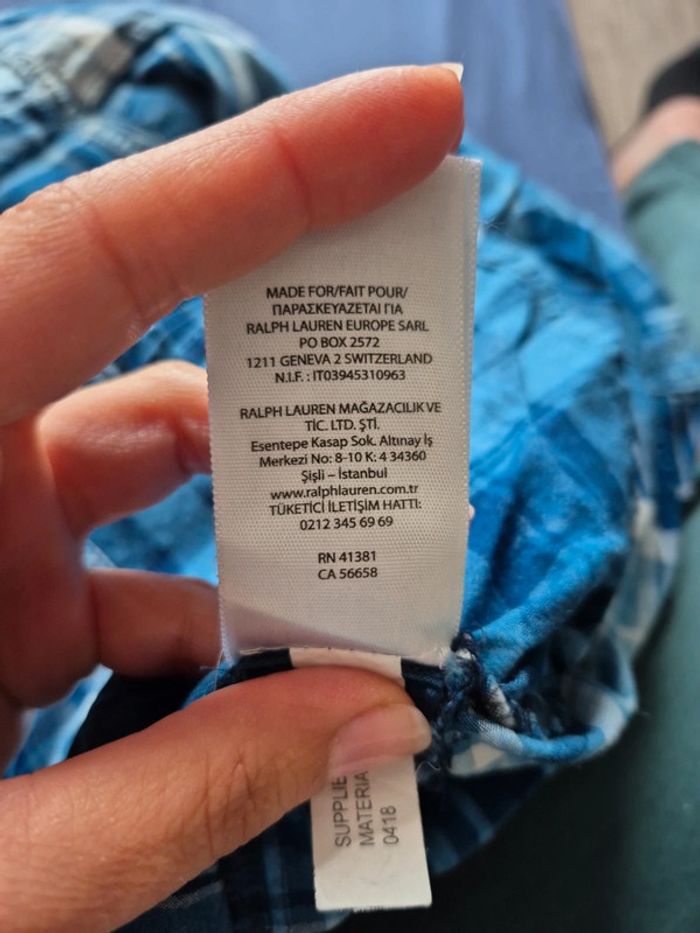 MADE FOR/FAIT POUR/
ΠΑΡΑΣΚΕΥΑΖΕΤΑΙ ΓΙΑ
RALPH LAUREN EUROPE SARL
PO BOX 2572
1211 GENEVA 2 SWITZERLAND
N.I.F. : IT03945310963
RALPH LAUREN MAĞAZACILIK VE
TİC. LTD. ŞTİ.
Esentepe Kasap Sok. Altınay İş
Merkezi No: 8-10 K: 4 34360
Şişli – İstanbul
www.ralphlauren.com.tr
TÜKETİCİ İLETİŞİM HATTI:
0212 345 69 69
RN 41381
CA 56658
0418